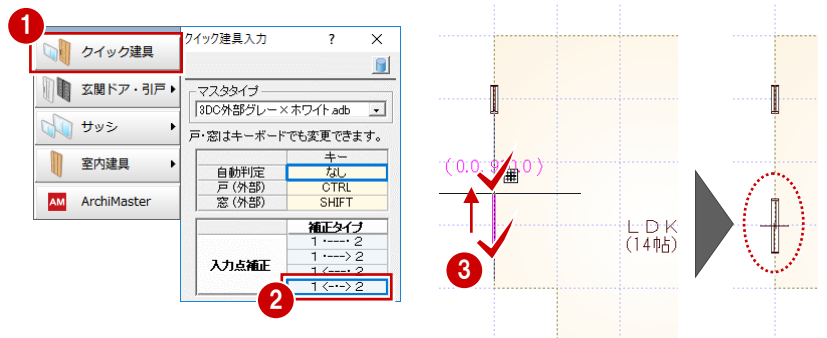 1
クイック建具
玄関ドア・引戸
サッシ
室内建具
AM ArchiMaster
クイック建具入力 ? ×
マスタタイプ
3DC外部グレー×ホワイト.adb
戸・窓はキーボードでも変更できます。
キー
自動判定 なし
戸(外部) CTRL
窓(外部) SHIFT
補正タイプ
入力点補正
1 ・---・ 2
1 ・---> 2
1 <---・ 2
1 <-・-> 2
2
(0.0, 910.0)
LDK
(14帖)
3